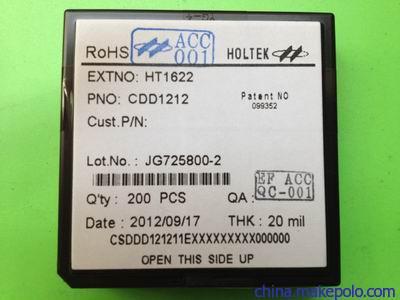 RoHS ACC 001 HOLTEK
EXTNO: HT1622
PNO: CDD1212 Patent NO
099352
Cust.P/N:
Lot.No.: JG725800-2
Q'ty: 200 PCS QA: EF ACC QC-001
Date: 2012/09/17 THK: 20 mil
CSDDD121211EXXXXXXXXX000000
OPEN THIS SIDE UP
china.makepolo.com